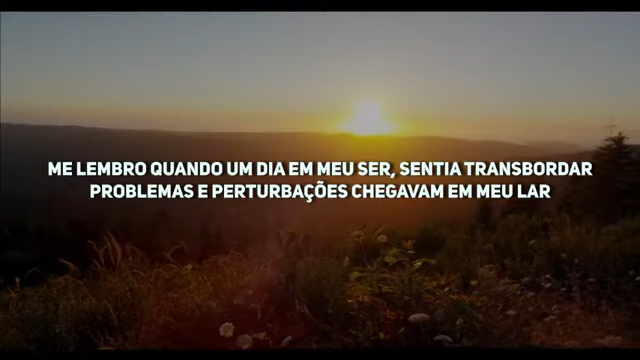 ME LEMBRO QUANDO UM DIA EM MEU SER, SENTIA TRANSBORDAR
PROBLEMAS E PERTURBAÇÕES CHEGAVAM EM MEU LAR